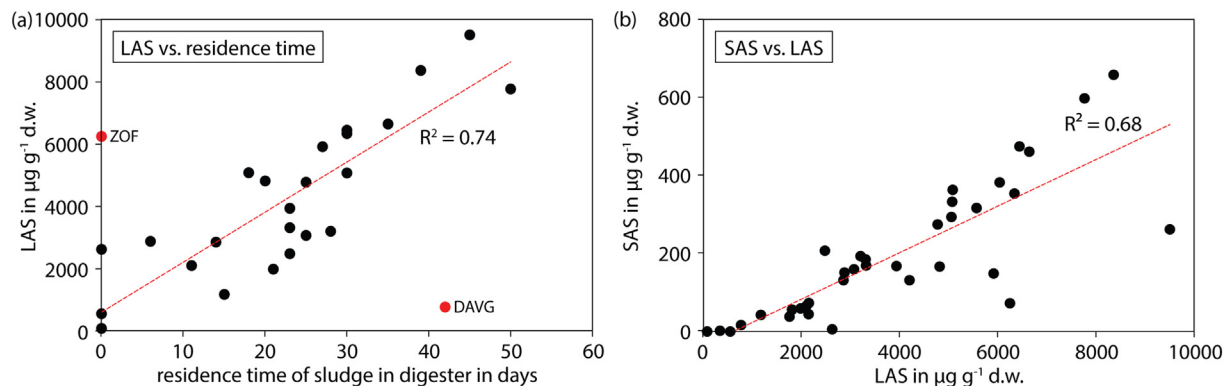 (a)
10000
8000
6000
4000
2000
0
LAS in µg g⁻¹ d.w.
LAS vs. residence time
ZOF
R² = 0.74
DAVG
0 10 20 30 40 50 60
residence time of sludge in digester in days
(b)
800
600
400
200
0
SAS in µg g⁻¹ d.w.
SAS vs. LAS
R² = 0.68
0 2000 4000 6000 8000 10000
LAS in µg g⁻¹ d.w.